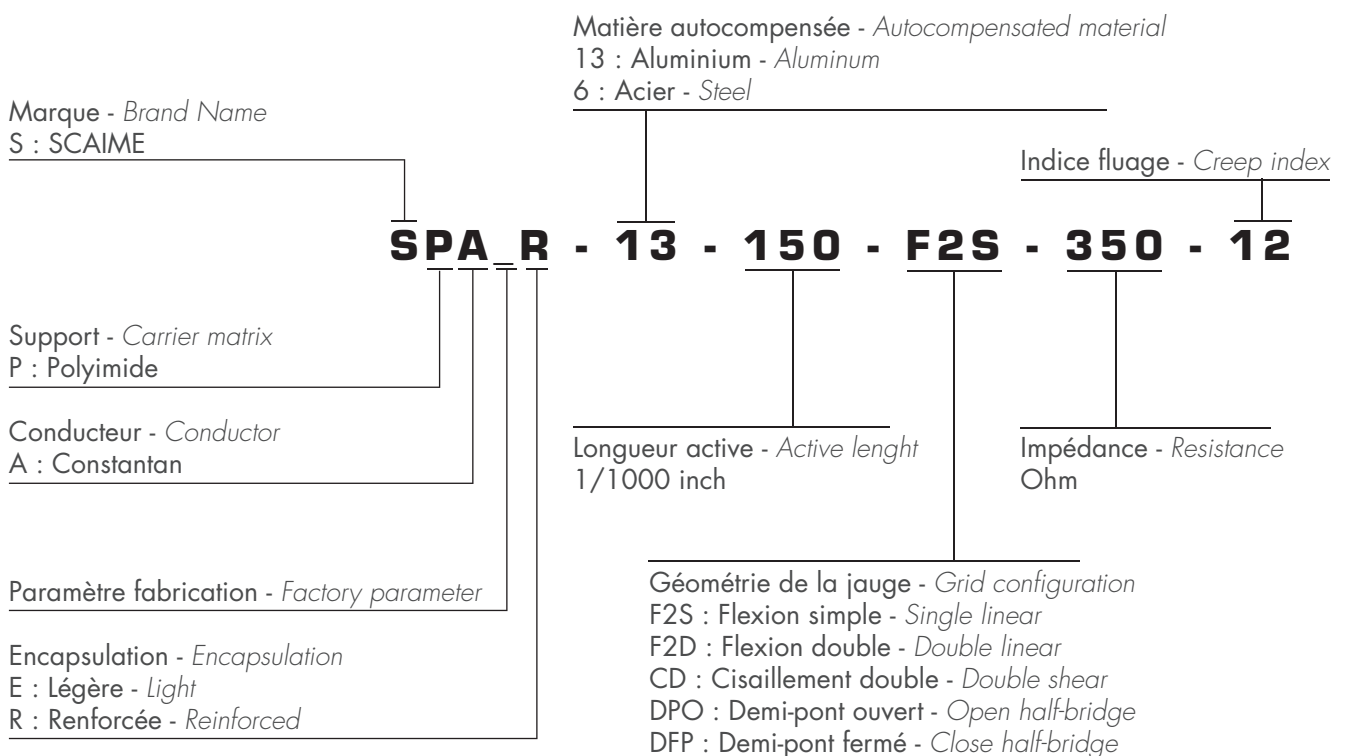 Matière autocompensée - Autocompensated material
13 : Aluminium - Aluminum
6 : Acier - Steel
Marque - Brand Name
S : SCAIME
Indice fluage - Creep index
SPA_R - 13 - 150 - F2S - 350 - 12
Support - Carrier matrix
P : Polyimide
Conducteur - Conductor
A : Constantan
Longueur active - Active lenght
1/1000 inch
Impédance - Resistance
Ohm
Paramètre fabrication - Factory parameter
Encapsulation - Encapsulation
E : Légère - Light
R : Renforcée - Reinforced
Géométrie de la jauge - Grid configuration
F2S : Flexion simple - Single linear
F2D : Flexion double - Double linear
CD : Cisaillement double - Double shear
DPO : Demi-pont ouvert - Open half-bridge
DFP : Demi-pont fermé - Close half-bridge